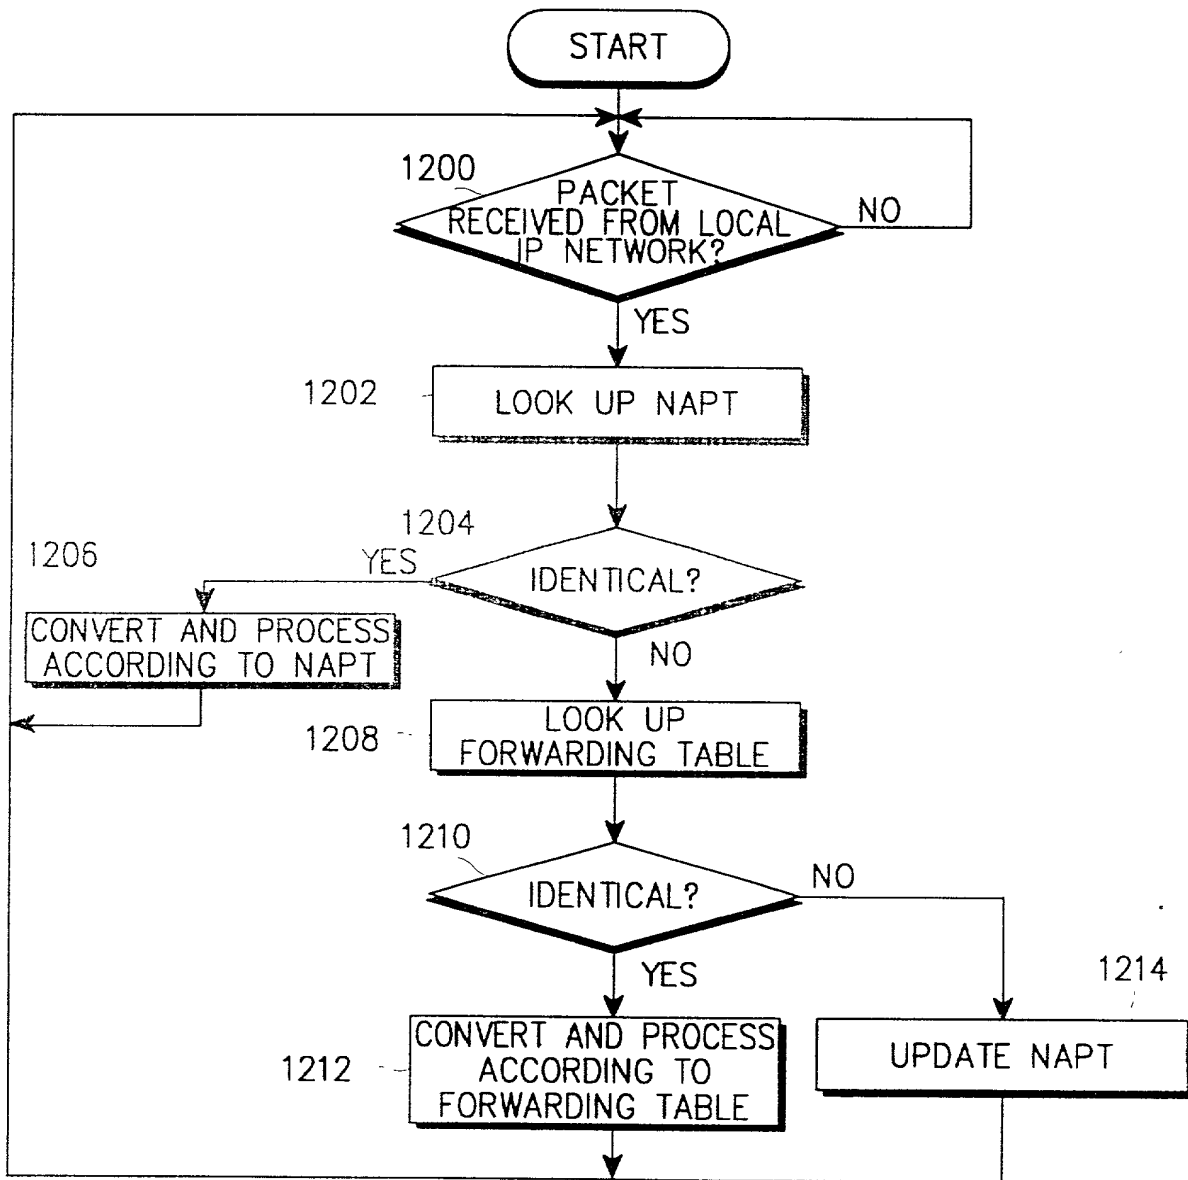 START
1200
PACKET
RECEIVED FROM LOCAL
IP NETWORK?
NO
YES
1202
LOOK UP NAPT
1204
IDENTICAL?
YES
1206
CONVERT AND PROCESS
ACCORDING TO NAPT
NO
1208
LOOK UP
FORWARDING TABLE
1210
IDENTICAL?
NO
YES
1214
UPDATE NAPT
1212
CONVERT AND PROCESS
ACCORDING TO
FORWARDING TABLE